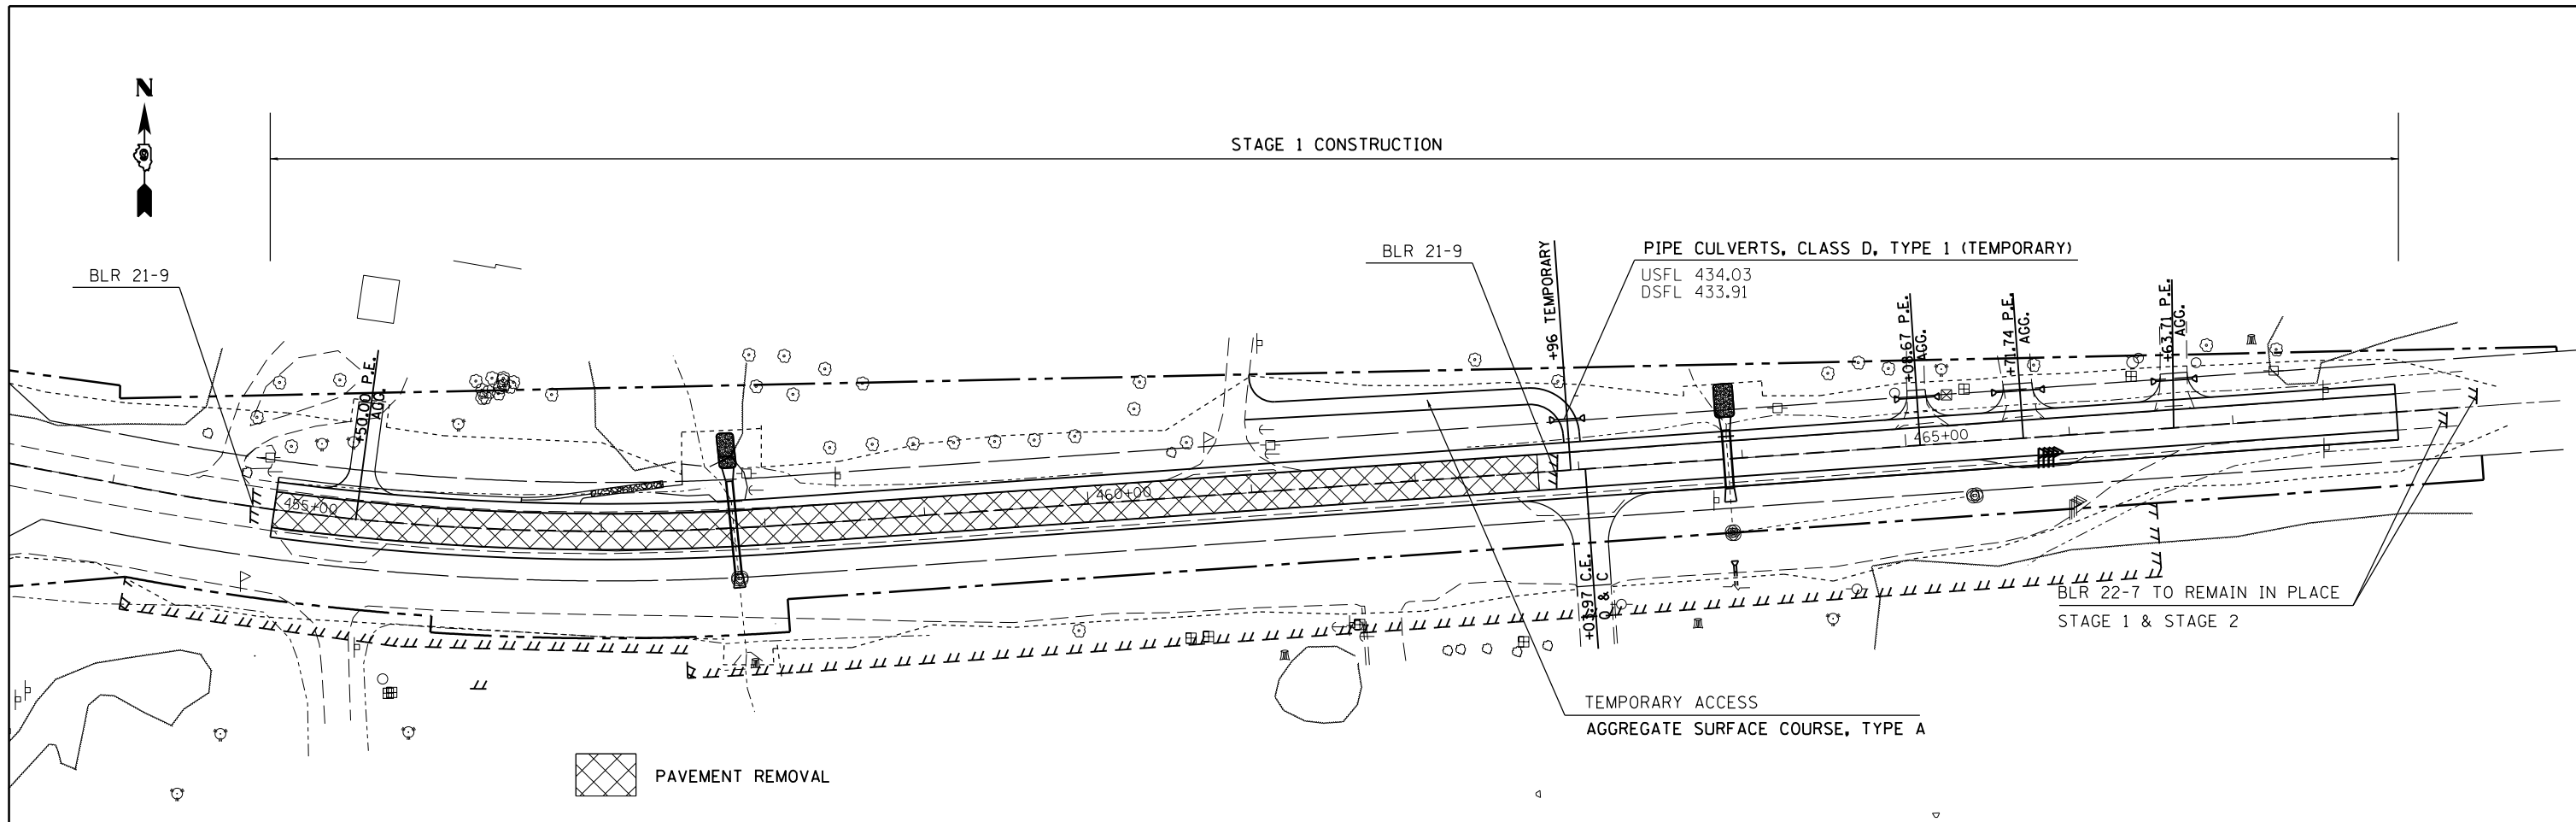 N
STAGE 1 CONSTRUCTION
BLR 21-9
BLR 21-9
+96 TEMPORARY
PIPE CULVERTS, CLASS D, TYPE 1 (TEMPORARY)
USFL 434.03
DSFL 433.91
+50.00 P.E.
AGG.
+08.67 P.E.
AGG.
+71.74 P.E.
AGG.
+63.71 P.E.
AGG.
455+00
460+00
465+00
+03.97 C.E.
O & C
BLR 22-7 TO REMAIN IN PLACE
STAGE 1 & STAGE 2
TEMPORARY ACCESS
AGGREGATE SURFACE COURSE, TYPE A
PAVEMENT REMOVAL